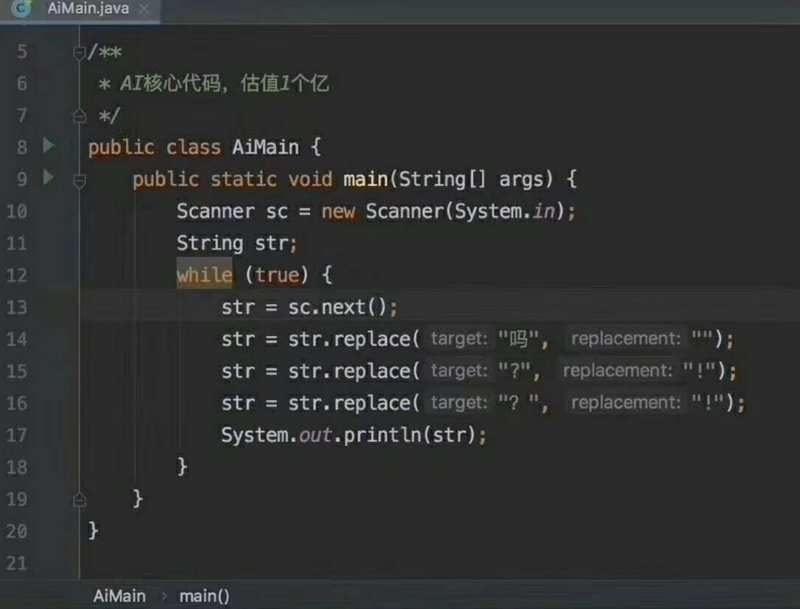 AiMain.java
5 /**
6 * AI核心代码，估值1个亿
7 */
8 public class AiMain {
9 public static void main(String[] args) {
10 Scanner sc = new Scanner(System.in);
11 String str;
12 while (true) {
13 str = sc.next();
14 str = str.replace( target: "吗", replacement: "");
15 str = str.replace( target: "?", replacement: "!");
16 str = str.replace( target: "？", replacement: "!");
17 System.out.println(str);
18 }
19 }
20 }
21
AiMain > main()